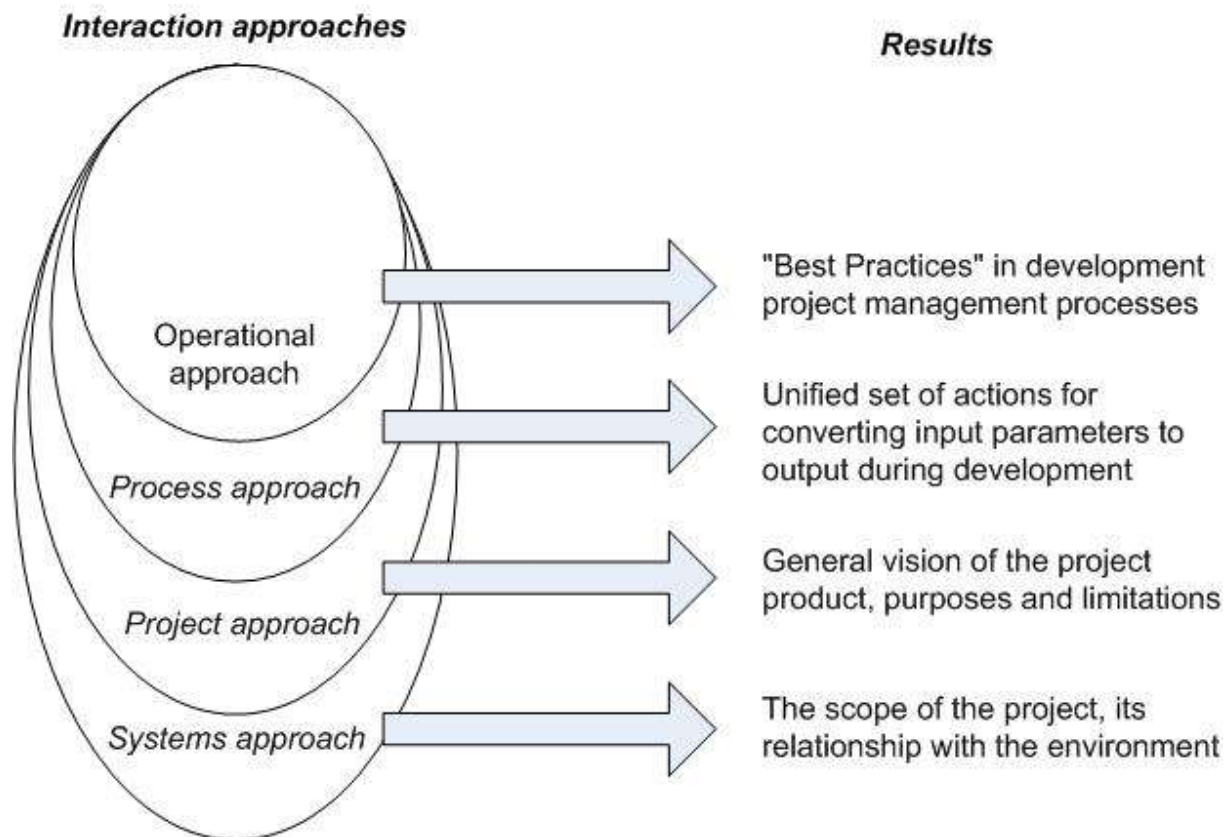 Interaction approaches
Results
Operational
approach
"Best Practices" in development
project management processes
Process approach
Unified set of actions for
converting input parameters to
output during development
Project approach
General vision of the project
product, purposes and limitations
Systems approach
The scope of the project, its
relationship with the environment